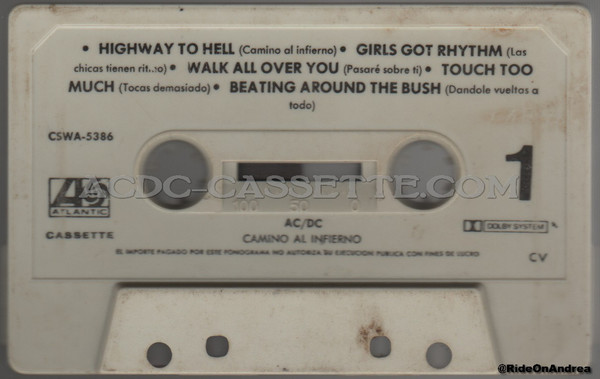 • HIGHWAY TO HELL (Camino al infierno) • GIRLS GOT RHYTHM (Las
chicas tienen rit..:o) • WALK ALL OVER YOU (Pasaré sobre ti) • TOUCH TOO
MUCH (Tocas demasiado) • BEATING AROUND THE BUSH (Dandole vueltas a
todo)
CSWA-5386
1
ACDC-CASSETTE.COM
100 50 0
ATLANTIC
CASSETTE
AC/DC
CAMINO AL INFIERNO
DOLBY SYSTEM
EL IMPORTE PAGADO POR ESTE FONOGRAMA NO AUTORIZA SU EJECUCION PUBLICA CON FINES DE LUCRO
CV
@RideOnAndrea